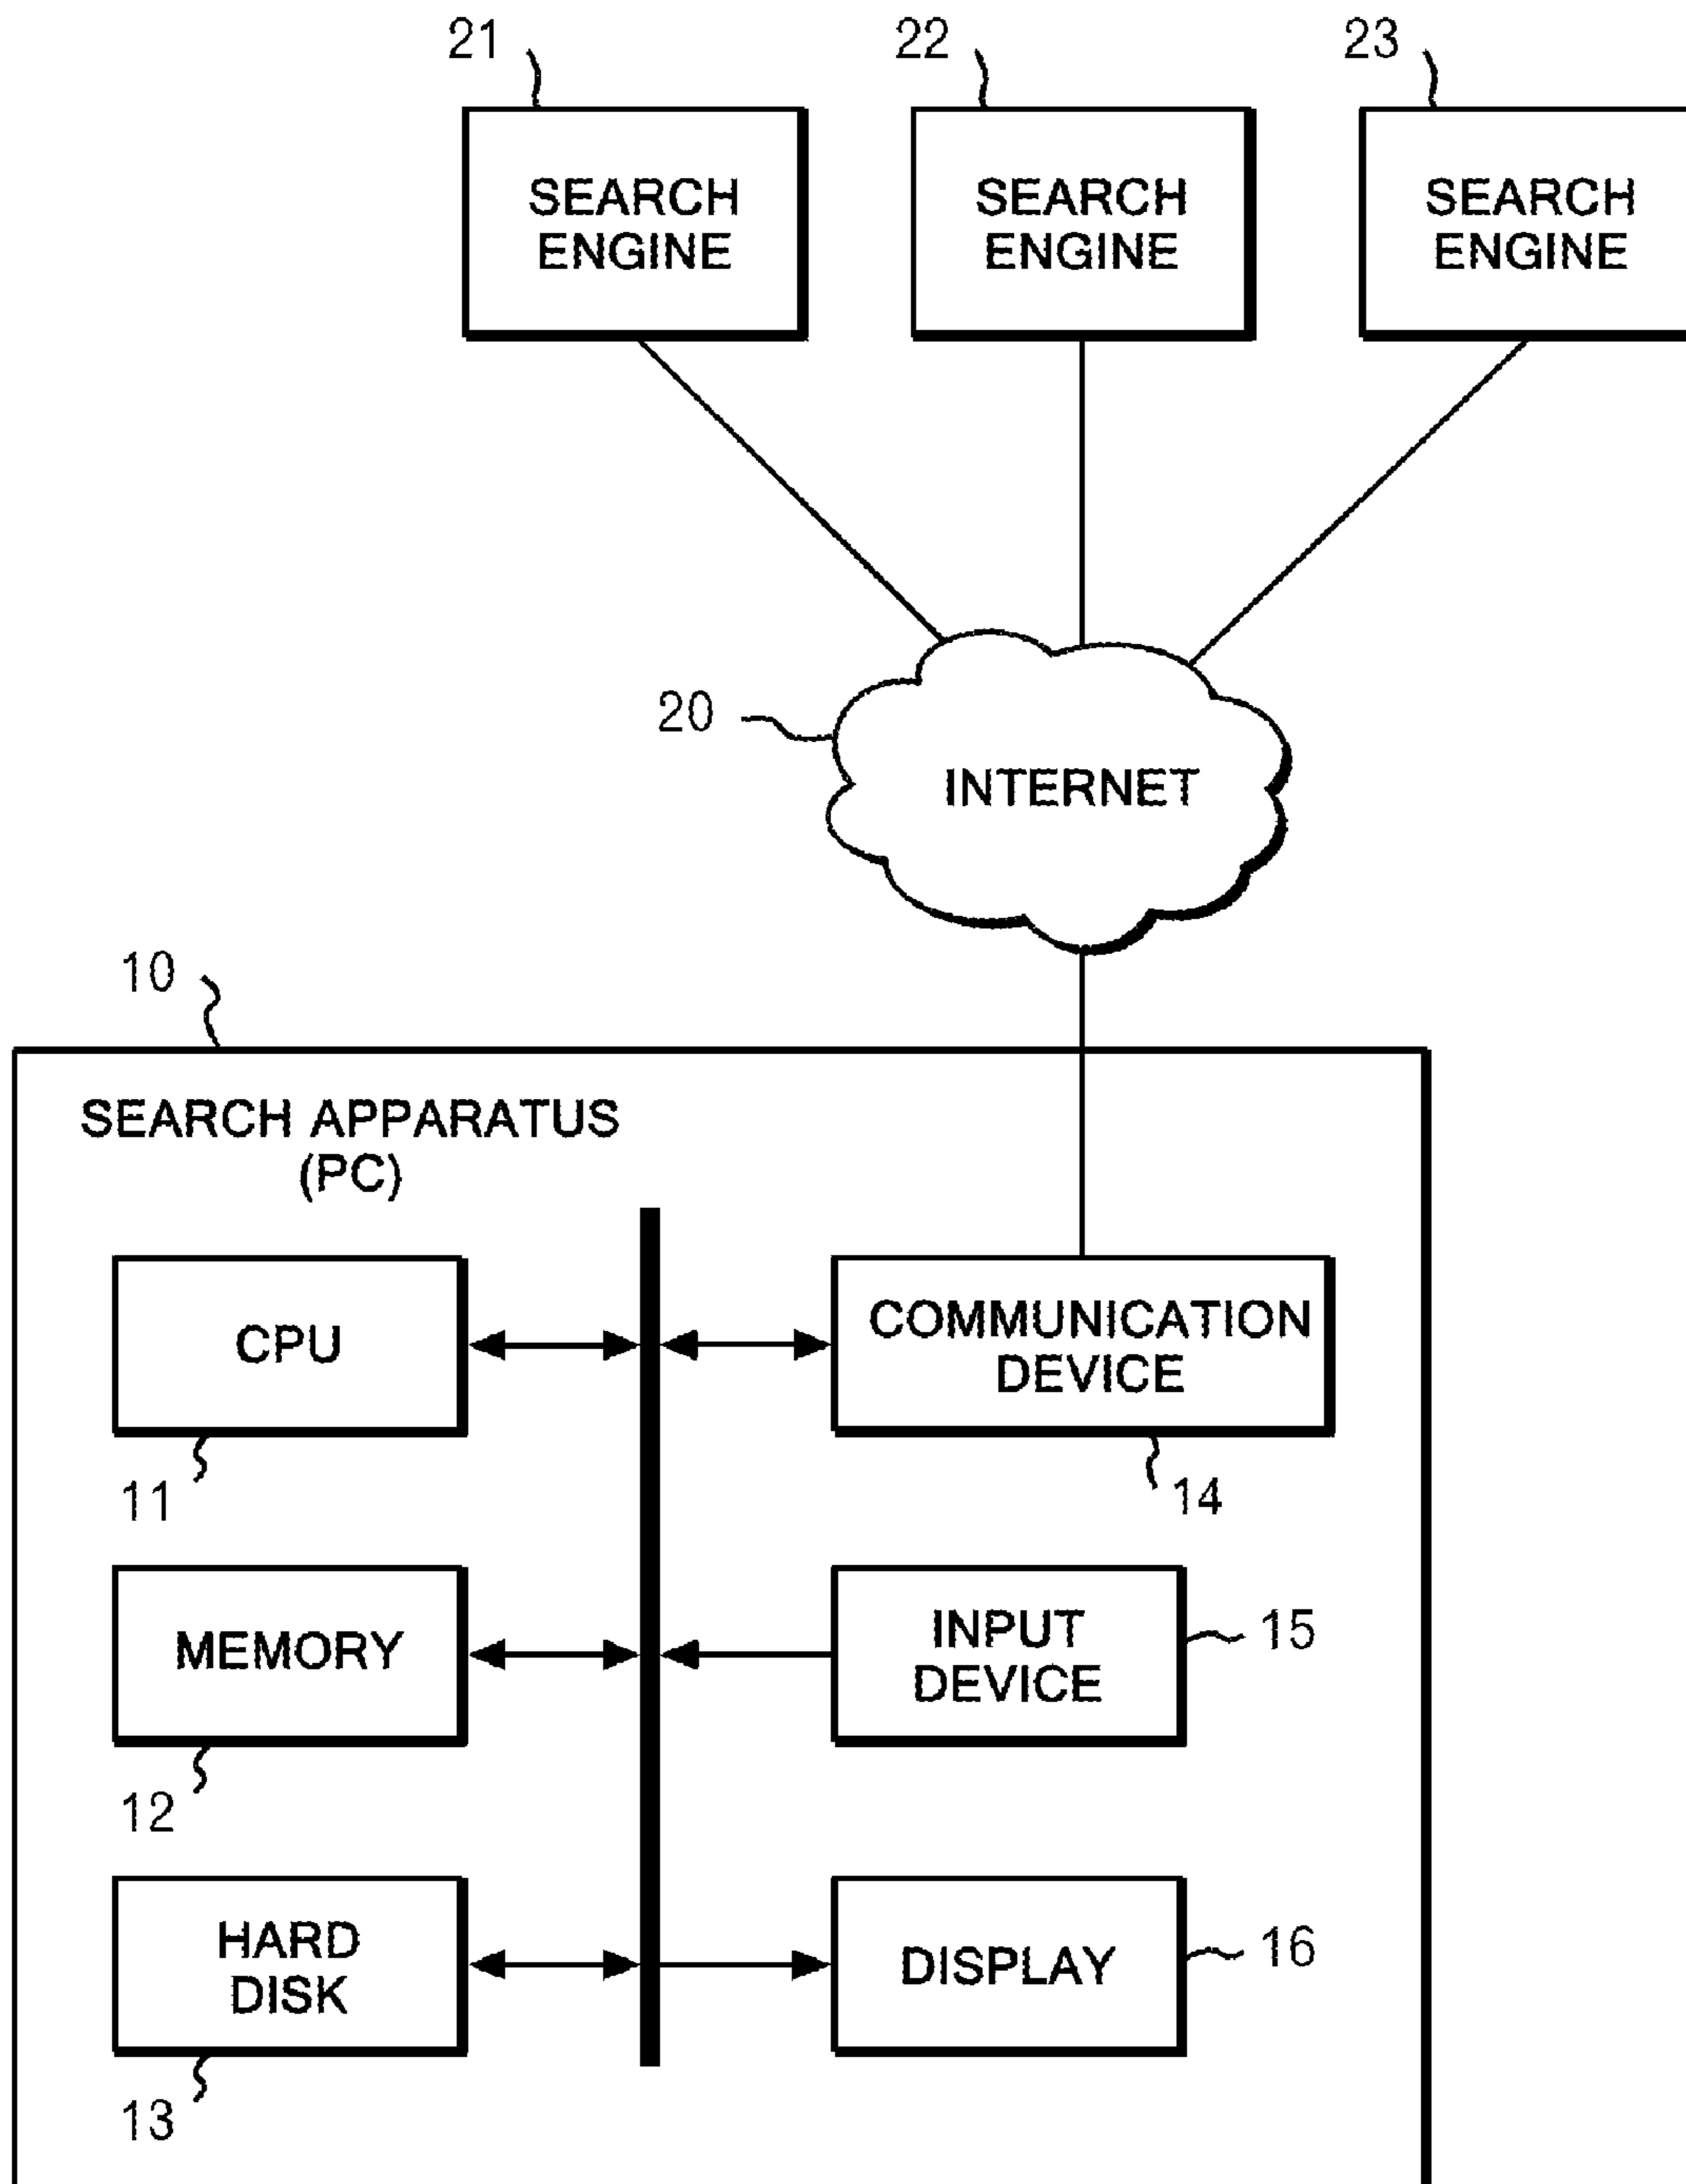 21
22
23
SEARCH
ENGINE
SEARCH
ENGINE
SEARCH
ENGINE
20
INTERNET
10
SEARCH APPARATUS
(PC)
CPU
11
COMMUNICATION
DEVICE
14
MEMORY
12
INPUT
DEVICE
15
HARD
DISK
13
DISPLAY
16